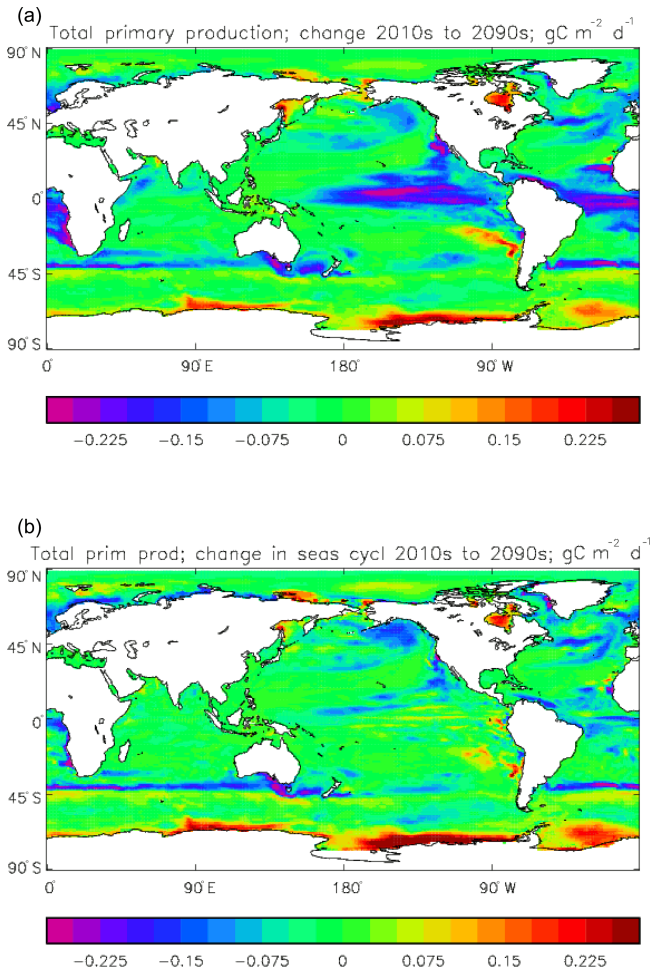 (a)
Total primary production; change 2010s to 2090s; gC m⁻² d⁻¹
90° N
45°
0°
45° S
90° S
0° 90° E 180° 90° W
−0.225 −0.15 −0.075 0 0.075 0.15 0.225
(b)
Total prim prod; change in seas cycl 2010s to 2090s; gC m⁻² d⁻¹
90° N
45°
0°
45° S
90° S
0° 90° E 180° 90° W
−0.225 −0.15 −0.075 0 0.075 0.15 0.225